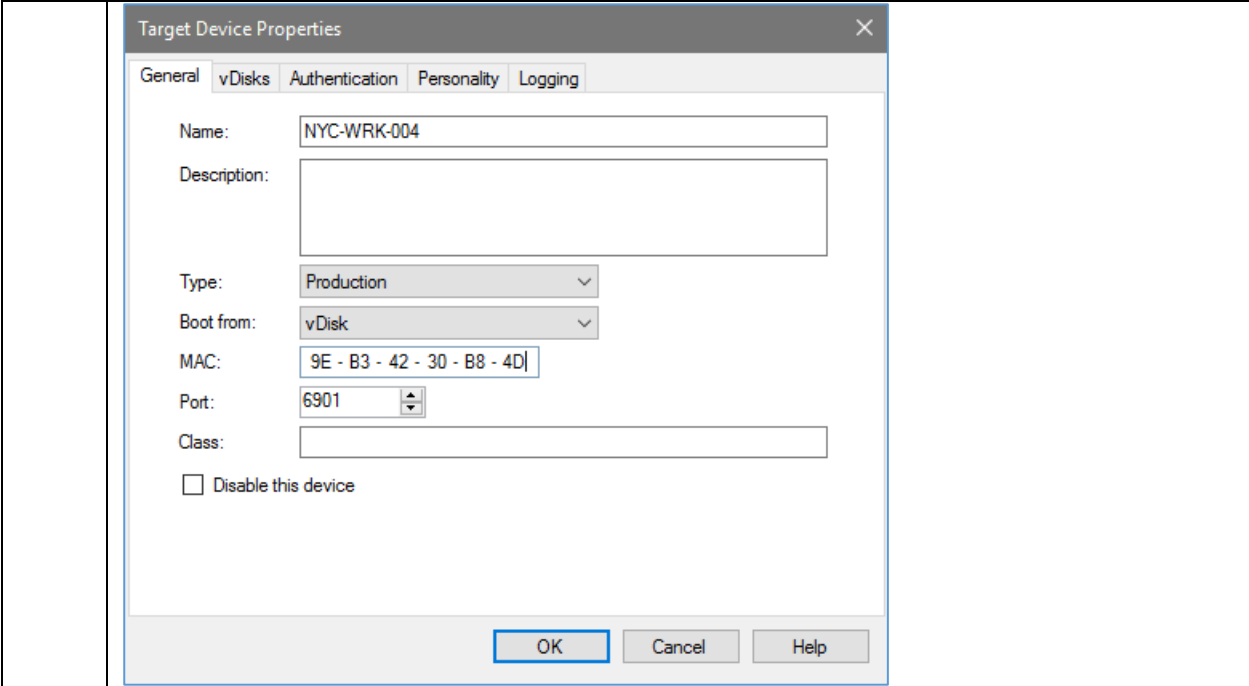 Target Device Properties
General vDisks Authentication Personality Logging
Name: NYC-WRK-004
Description:
Type: Production
Boot from: vDisk
MAC: 9E - B3 - 42 - 30 - B8 - 4D
Port: 6901
Class:
Disable this device
OK Cancel Help